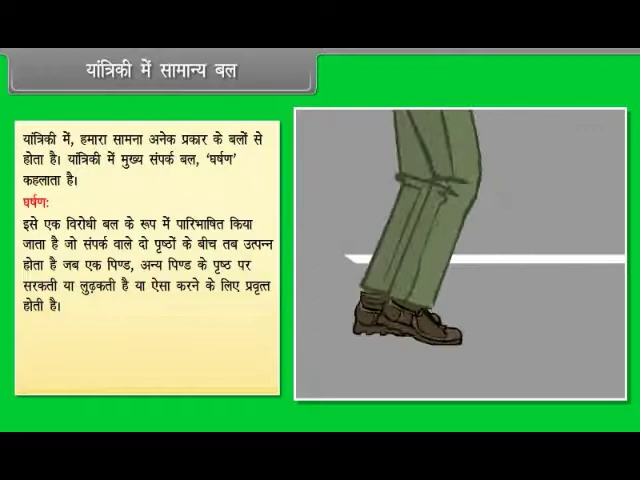 यांत्रिकी में सामान्य बल
यांत्रिकी में, हमारा सामना अनेक प्रकार के बलों से
होता है। यांत्रिकी में मुख्य संपर्क बल, ‘घर्षण’
कहलाता है।
घर्षण:
इसे एक विरोधी बल के रूप में पारिभाषित किया
जाता है जो संपर्क वाले दो पृष्ठों के बीच तब उत्पन्न
होता है जब एक पिण्ड, अन्य पिण्ड के पृष्ठ पर
सरकती या लुढ़कती है या ऐसा करने के लिए प्रवृत्त
होती है।